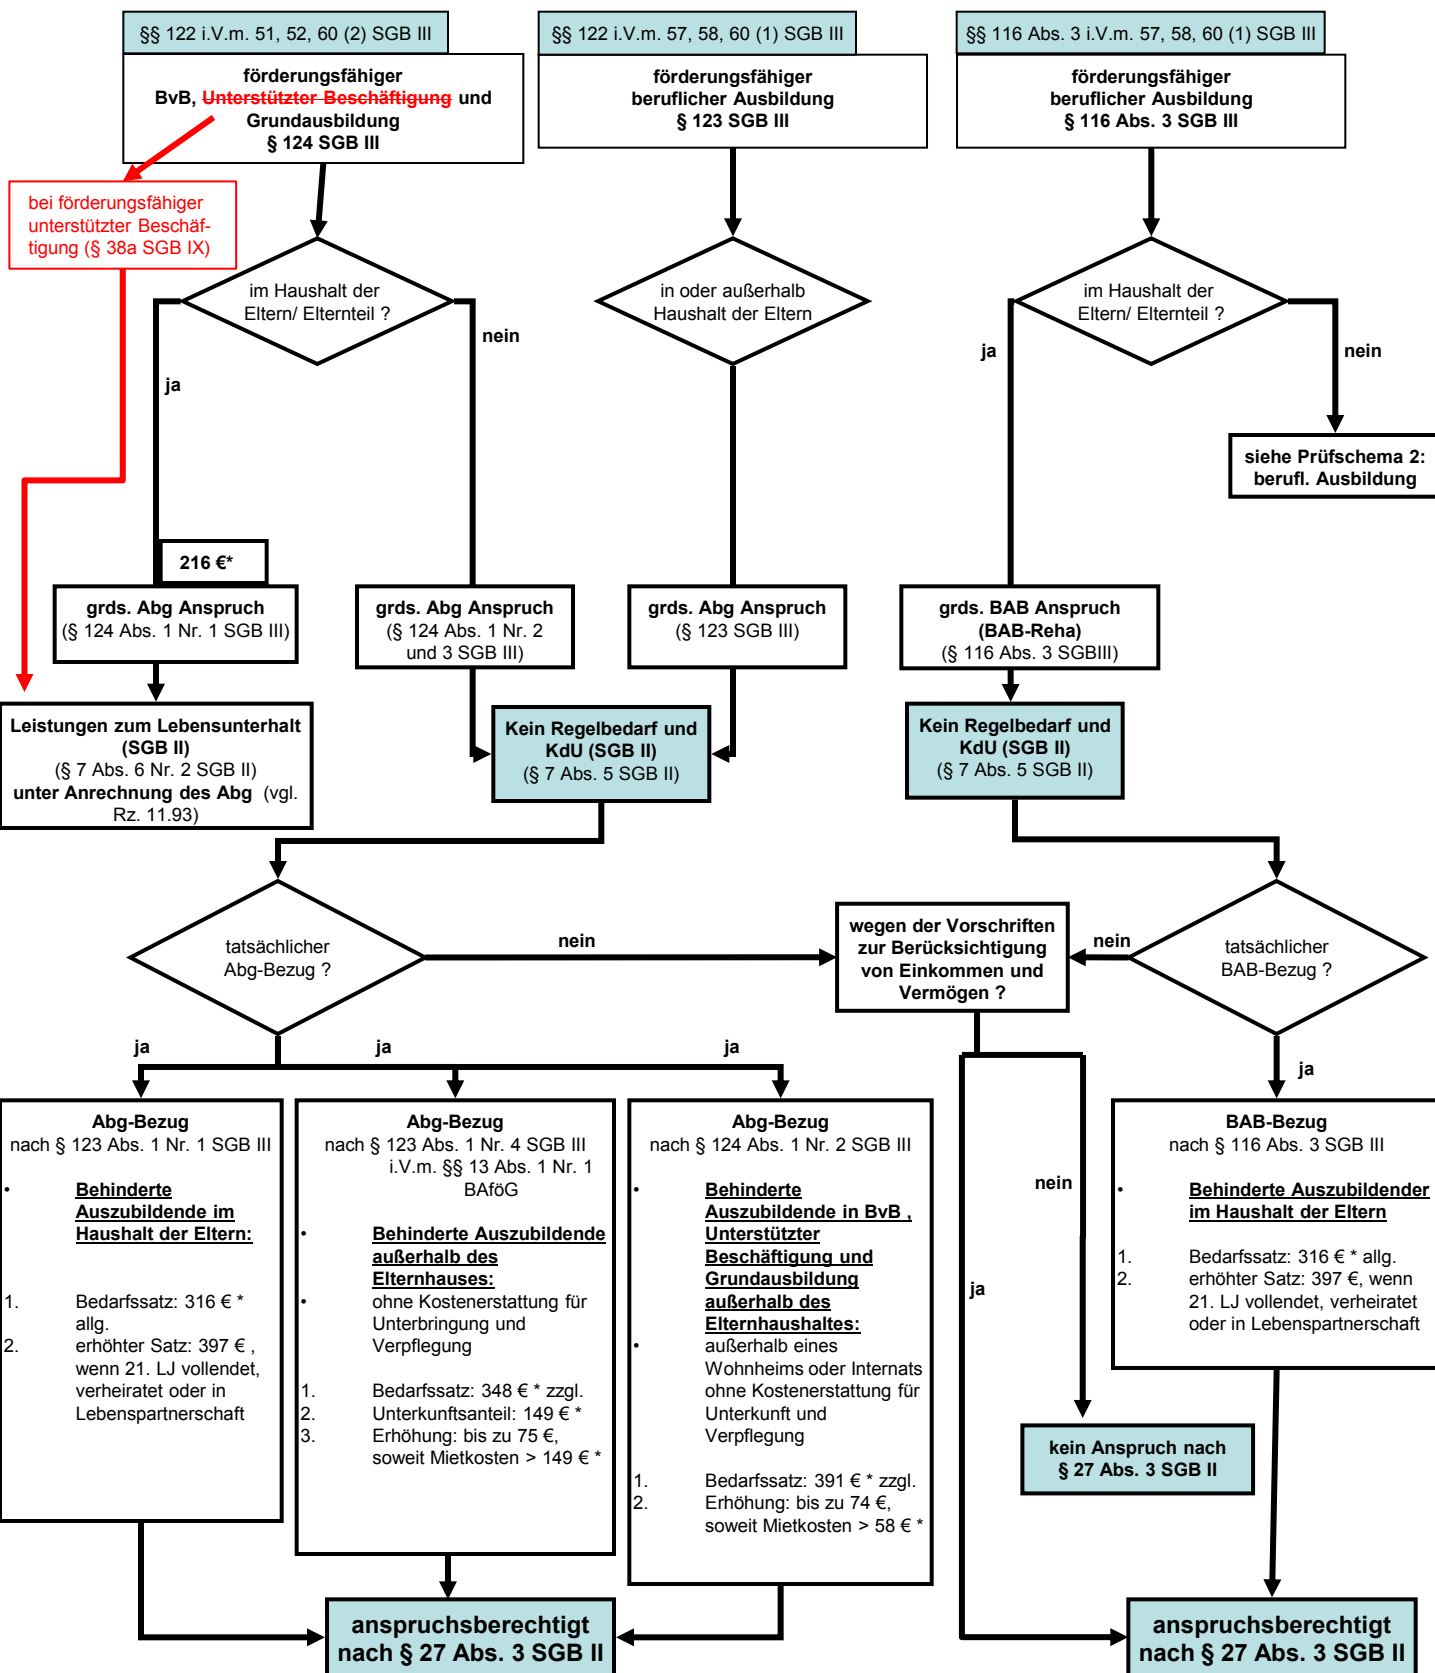 §§ 122 i.V.m. 51, 52, 60 (2) SGB III
förderungsfähiger
BvB, Unterstützter Beschäftigung und
Grundausbildung
§ 124 SGB III
§§ 122 i.V.m. 57, 58, 60 (1) SGB III
förderungsfähiger
beruflicher Ausbildung
§ 123 SGB III
§§ 116 Abs. 3 i.V.m. 57, 58, 60 (1) SGB III
förderungsfähiger
beruflicher Ausbildung
§ 116 Abs. 3 SGB III
bei förderungsfähiger
unterstützter Beschäf-
tigung (§ 38a SGB IX)
im Haushalt der
Eltern/ Elternteil ?
in oder außerhalb
Haushalt der Eltern
im Haushalt der
Eltern/ Elternteil ?
nein
ja
ja
nein
siehe Prüfschema 2:
berufl. Ausbildung
216 €*
grds. Abg Anspruch
(§ 124 Abs. 1 Nr. 1 SGB III)
grds. Abg Anspruch
(§ 124 Abs. 1 Nr. 2
und 3 SGB III)
grds. Abg Anspruch
(§ 123 SGB III)
grds. BAB Anspruch
(BAB-Reha)
(§ 116 Abs. 3 SGBIII)
Leistungen zum Lebensunterhalt
(SGB II)
(§ 7 Abs. 6 Nr. 2 SGB II)
unter Anrechnung des Abg (vgl.
Rz. 11.93)
Kein Regelbedarf und
KdU (SGB II)
(§ 7 Abs. 5 SGB II)
Kein Regelbedarf und
KdU (SGB II)
(§ 7 Abs. 5 SGB II)
tatsächlicher
Abg-Bezug ?
nein
wegen der Vorschriften
zur Berücksichtigung
von Einkommen und
Vermögen ?
nein
tatsächlicher
BAB-Bezug ?
ja
ja
ja
ja
Abg-Bezug
nach § 123 Abs. 1 Nr. 1 SGB III
• Behinderte
Auszubildende im
Haushalt der Eltern:
1. Bedarfssatz: 316 € *
allg.
2. erhöhter Satz: 397 € ,
wenn 21. LJ vollendet,
verheiratet oder in
Lebenspartnerschaft
Abg-Bezug
nach § 123 Abs. 1 Nr. 4 SGB III
i.V.m. §§ 13 Abs. 1 Nr. 1
BAföG
• Behinderte Auszubildende
außerhalb des
Elternhauses:
• ohne Kostenerstattung für
Unterbringung und
Verpflegung
1. Bedarfssatz: 348 € * zzgl.
2. Unterkunftsanteil: 149 € *
3. Erhöhung: bis zu 75 €,
soweit Mietkosten > 149 € *
Abg-Bezug
nach § 124 Abs. 1 Nr. 2 SGB III
• Behinderte
Auszubildende in BvB ,
Unterstützter
Beschäftigung und
Grundausbildung
außerhalb des
Elternhaushaltes:
• außerhalb eines
Wohnheims oder Internats
ohne Kostenerstattung für
Unterkunft und
Verpflegung
1. Bedarfssatz: 391 € * zzgl.
2. Erhöhung: bis zu 74 €,
soweit Mietkosten > 58 € *
nein
ja
BAB-Bezug
nach § 116 Abs. 3 SGB III
• Behinderte Auszubildender
im Haushalt der Eltern
1. Bedarfssatz: 316 € * allg.
2. erhöhter Satz: 397 €, wenn
21. LJ vollendet, verheiratet
oder in Lebenspartnerschaft
kein Anspruch nach
§ 27 Abs. 3 SGB II
anspruchsberechtigt
nach § 27 Abs. 3 SGB II
anspruchsberechtigt
nach § 27 Abs. 3 SGB II